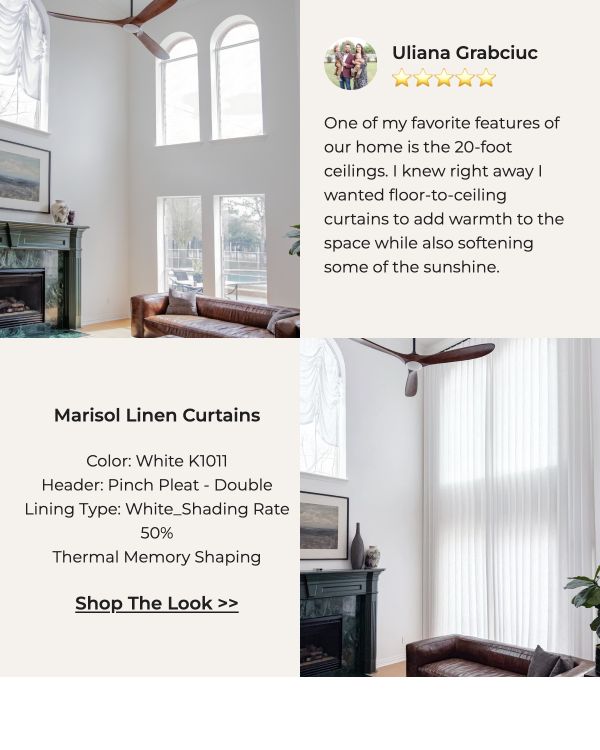 Uliana Grabciuc
One of my favorite features of
our home is the 20-foot
ceilings. I knew right away I
wanted floor-to-ceiling
curtains to add warmth to the
space while also softening
some of the sunshine.
Marisol Linen Curtains
Color: White K1011
Header: Pinch Pleat - Double
Lining Type: White_Shading Rate
50%
Thermal Memory Shaping
Shop The Look >>